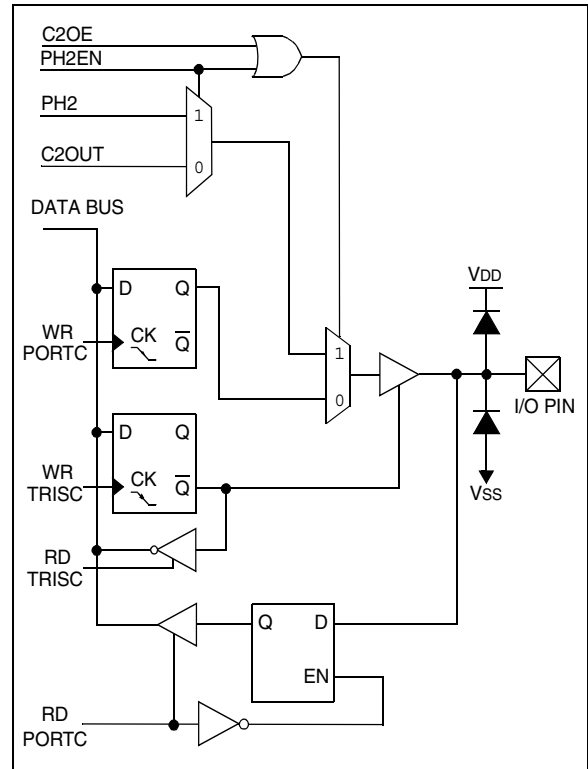 C2OE
PH2EN
PH2
1
C2OUT
0
DATA BUS
VDD
D Q
WR
PORTC
CK
Q̅
1
0
I/O PIN
D Q
WR
TRISC
CK
Q̅
VSS
RD
TRISC
Q D
EN
RD
PORTC